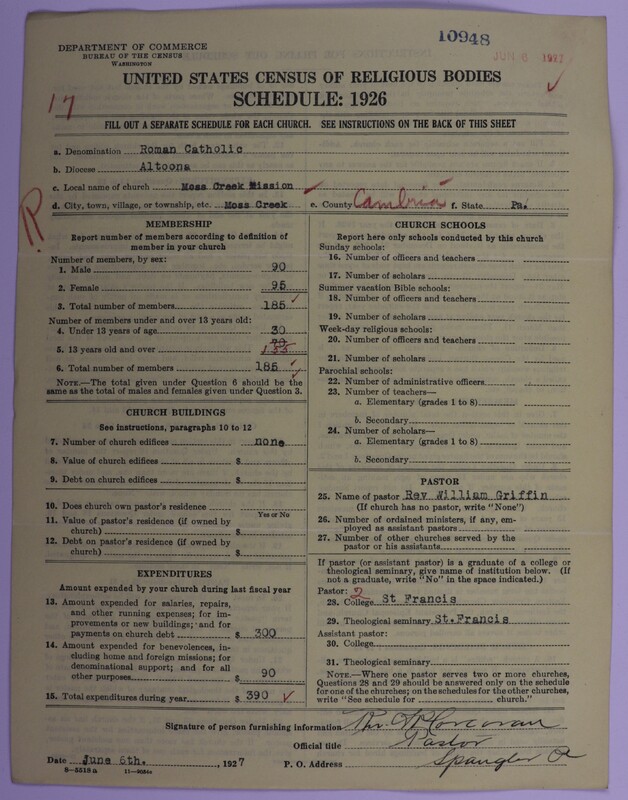 10948
JUN 6 1927
DEPARTMENT OF COMMERCE
BUREAU OF THE CENSUS
WASHINGTON
UNITED STATES CENSUS OF RELIGIOUS BODIES
SCHEDULE: 1926
17
FILL OUT A SEPARATE SCHEDULE FOR EACH CHURCH. SEE INSTRUCTIONS ON THE BACK OF THIS SHEET
a. Denomination Roman Catholic
b. Diocese Altoona
c. Local name of church Moss Creek Mission
d. City, town, village, or township, etc. Moss Creek e. County Cambria f. State Pa.
R
MEMBERSHIP
Report number of members according to definition of
member in your church
Number of members, by sex:
1. Male 90
2. Female 95
3. Total number of members 185
Number of members under and over 13 years old:
4. Under 13 years of age 30
5. 13 years old and over 155
6. Total number of members 185
NOTE.—The total given under Question 6 should be the
same as the total of males and females given under Question 3.
CHURCH BUILDINGS
See instructions, paragraphs 10 to 12
7. Number of church edifices none
8. Value of church edifices $
9. Debt on church edifices $
10. Does church own pastor's residence
Yes or No
11. Value of pastor's residence (if owned by
church) $
12. Debt on pastor's residence (if owned by
church) $
EXPENDITURES
Amount expended by your church during last fiscal year
13. Amount expended for salaries, repairs,
and other running expenses; for im-
provements or new buildings; and for
payments on church debt $ 300
14. Amount expended for benevolences, in-
cluding home and foreign missions; for
denominational support; and for all
other purposes $ 90
15. Total expenditures during year $ 390
CHURCH SCHOOLS
Report here only schools conducted by this church
Sunday schools:
16. Number of officers and teachers
17. Number of scholars
Summer vacation Bible schools:
18. Number of officers and teachers
19. Number of scholars
Week-day religious schools:
20. Number of officers and teachers
21. Number of scholars
Parochial schools:
22. Number of administrative officers
23. Number of teachers—
a. Elementary (grades 1 to 8)
b. Secondary
24. Number of scholars—
a. Elementary (grades 1 to 8)
b. Secondary
PASTOR
25. Name of pastor Rev William Griffin
(If church has no pastor, write "None")
26. Number of ordained ministers, if any, em-
ployed as assistant pastors
27. Number of other churches served by the
pastor or his assistants
If pastor (or assistant pastor) is a graduate of a college or
theological seminary, give name of institution below. (If
not a graduate, write "No" in the space indicated.)
Pastor: 2
28. College St Francis
29. Theological seminary St. Francis
Assistant pastor:
30. College
31. Theological seminary
NOTE.—Where one pastor serves two or more churches,
Questions 28 and 29 should be answered only on the schedule
for one of the churches; on the schedules for the other churches,
write "See schedule for church."
Signature of person furnishing information Corcoran
Official title Pastor
Date June 6th. , 1927 P. O. Address Spangler
8—5518 a 11—9084a